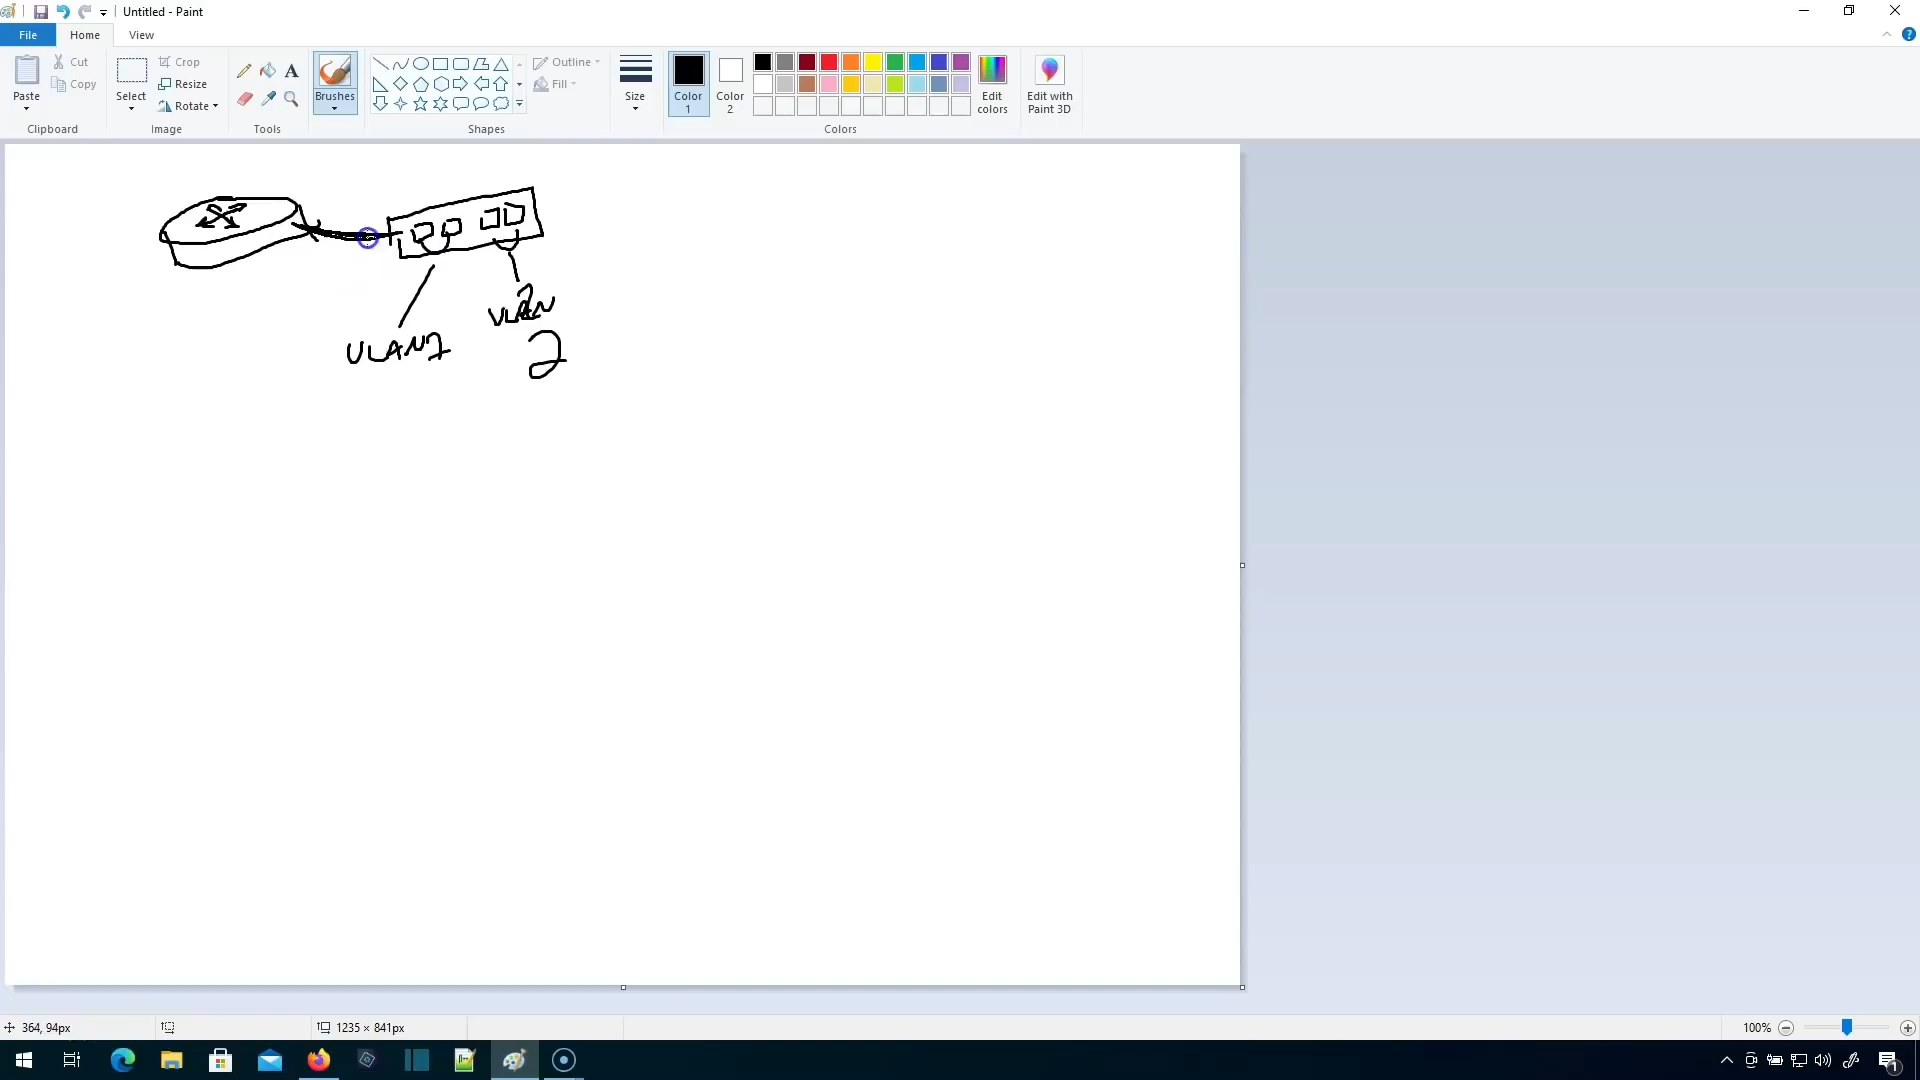 Untitled - Paint
File Home View
Paste
Cut
Copy
Clipboard
Select
Crop
Resize
Rotate
Image
Tools
Brushes
Shapes
Outline
Fill
Size
Color 1
Color 2
Edit colors
Colors
Edit with Paint 3D
VLAN1
VLAN
2
364, 94px
1235 × 841px
100%
1